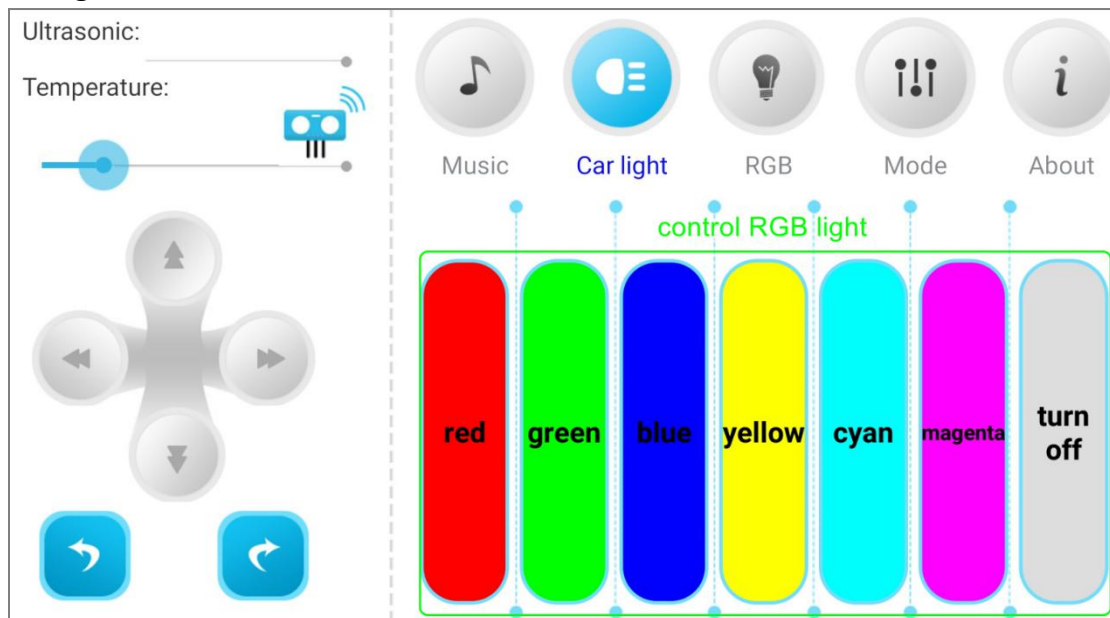 Ultrasonic:
Temperature:
Music
Car light
RGB
Mode
About
control RGB light
red
green
blue
yellow
cyan
magenta
turn
off